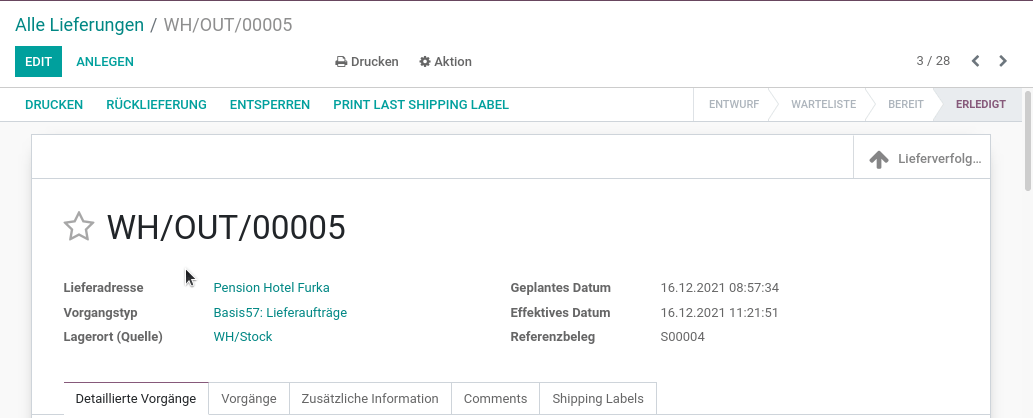 Alle Lieferungen / WH/OUT/00005
EDIT ANLEGEN Drucken Aktion 3 / 28
DRUCKEN RÜCKLIEFERUNG ENTSPERREN PRINT LAST SHIPPING LABEL ENTWURF WARTELISTE BEREIT ERLEDIGT
Lieferverfolg...
WH/OUT/00005
Lieferadresse Pension Hotel Furka Geplantes Datum 16.12.2021 08:57:34
Vorgangstyp Basis57: Lieferaufträge Effektives Datum 16.12.2021 11:21:51
Lagerort (Quelle) WH/Stock Referenzbeleg S00004
Detaillierte Vorgänge Vorgänge Zusätzliche Information Comments Shipping Labels